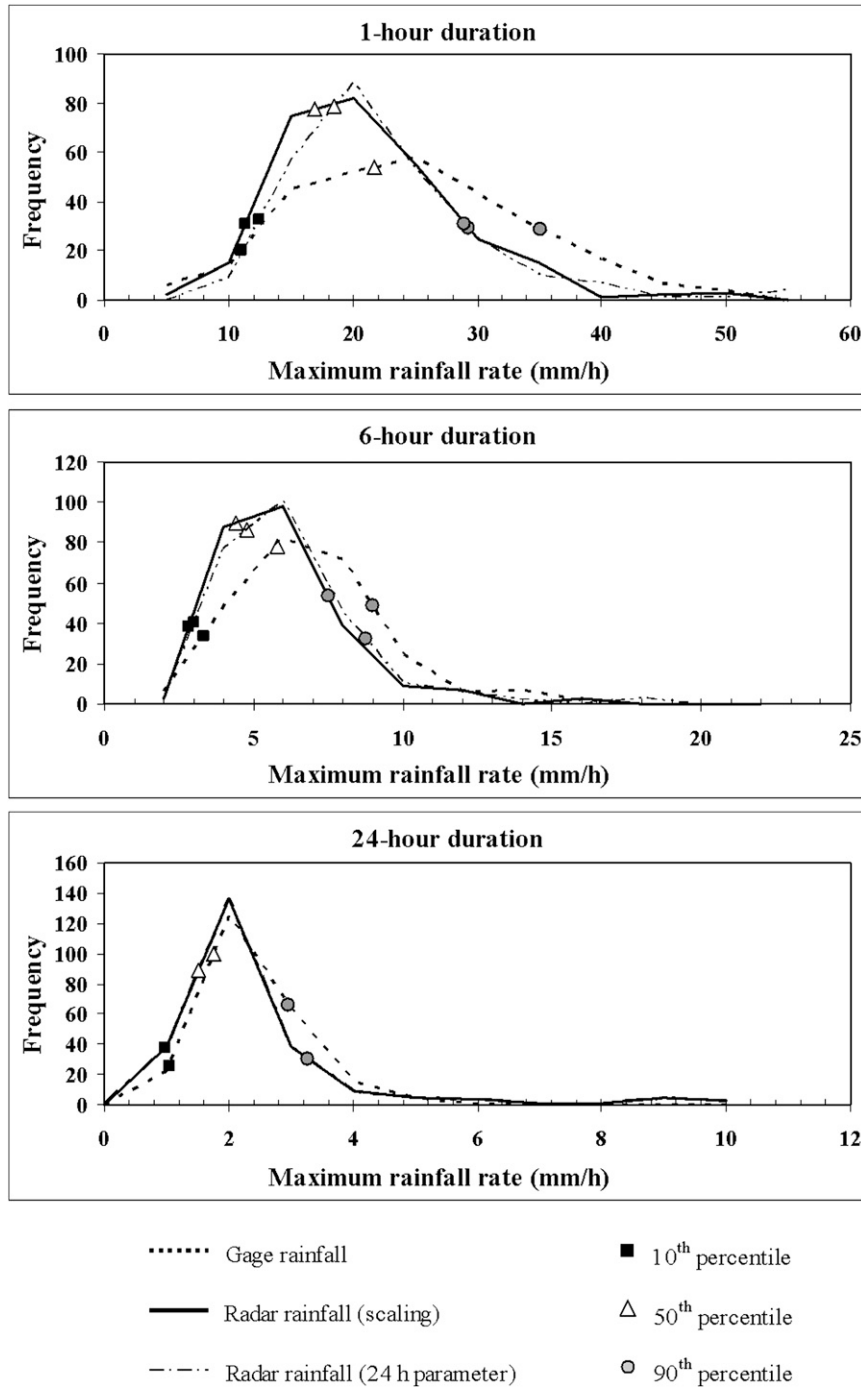 1-hour duration
100
80
60
40
20
0
Frequency
0 10 20 30 40 50 60
Maximum rainfall rate (mm/h)
6-hour duration
120
100
80
60
40
20
0
Frequency
0 5 10 15 20 25
Maximum rainfall rate (mm/h)
24-hour duration
160
140
120
100
80
60
40
20
0
Frequency
0 2 4 6 8 10 12
Maximum rainfall rate (mm/h)
Gage rainfall
10th percentile
Radar rainfall (scaling)
50th percentile
Radar rainfall (24 h parameter)
90th percentile